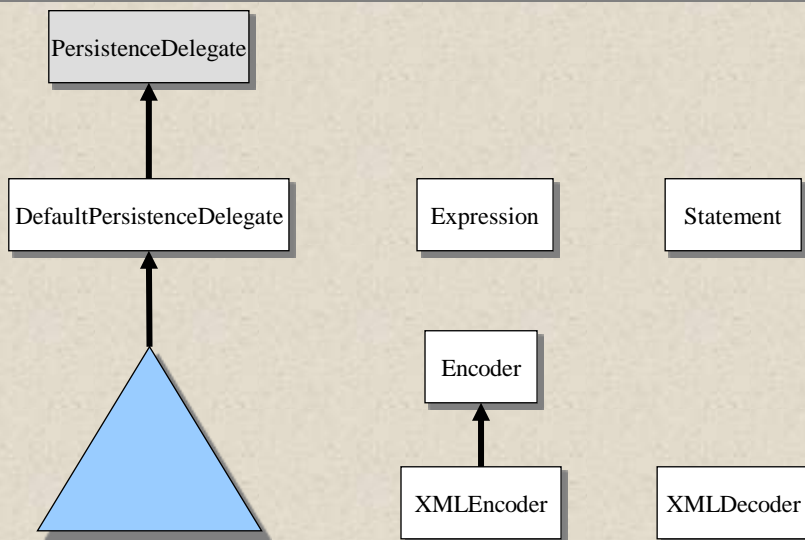 PersistenceDelegate
DefaultPersistenceDelegate
Expression
Statement
Encoder
XMLEncoder
XMLDecoder